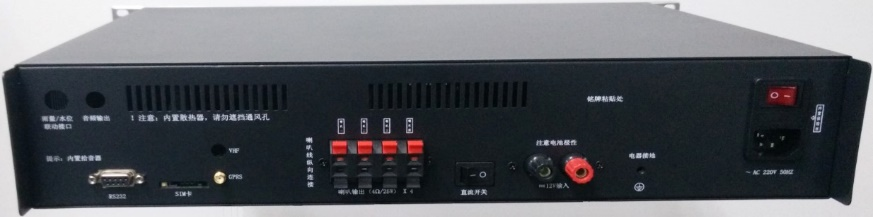 雨量/水位
联动接口
音频输出
！注意：内置散热器，请勿遮挡通风孔
铭牌粘贴处
提示：内置拾音器
VHF
GPRS
RS232
SIM卡
喇叭线纵向连接
喇叭输出（4Ω/25W）X 4
直流开关
注意电池极性
12V输入
电器接地
～ AC 220V 50HZ